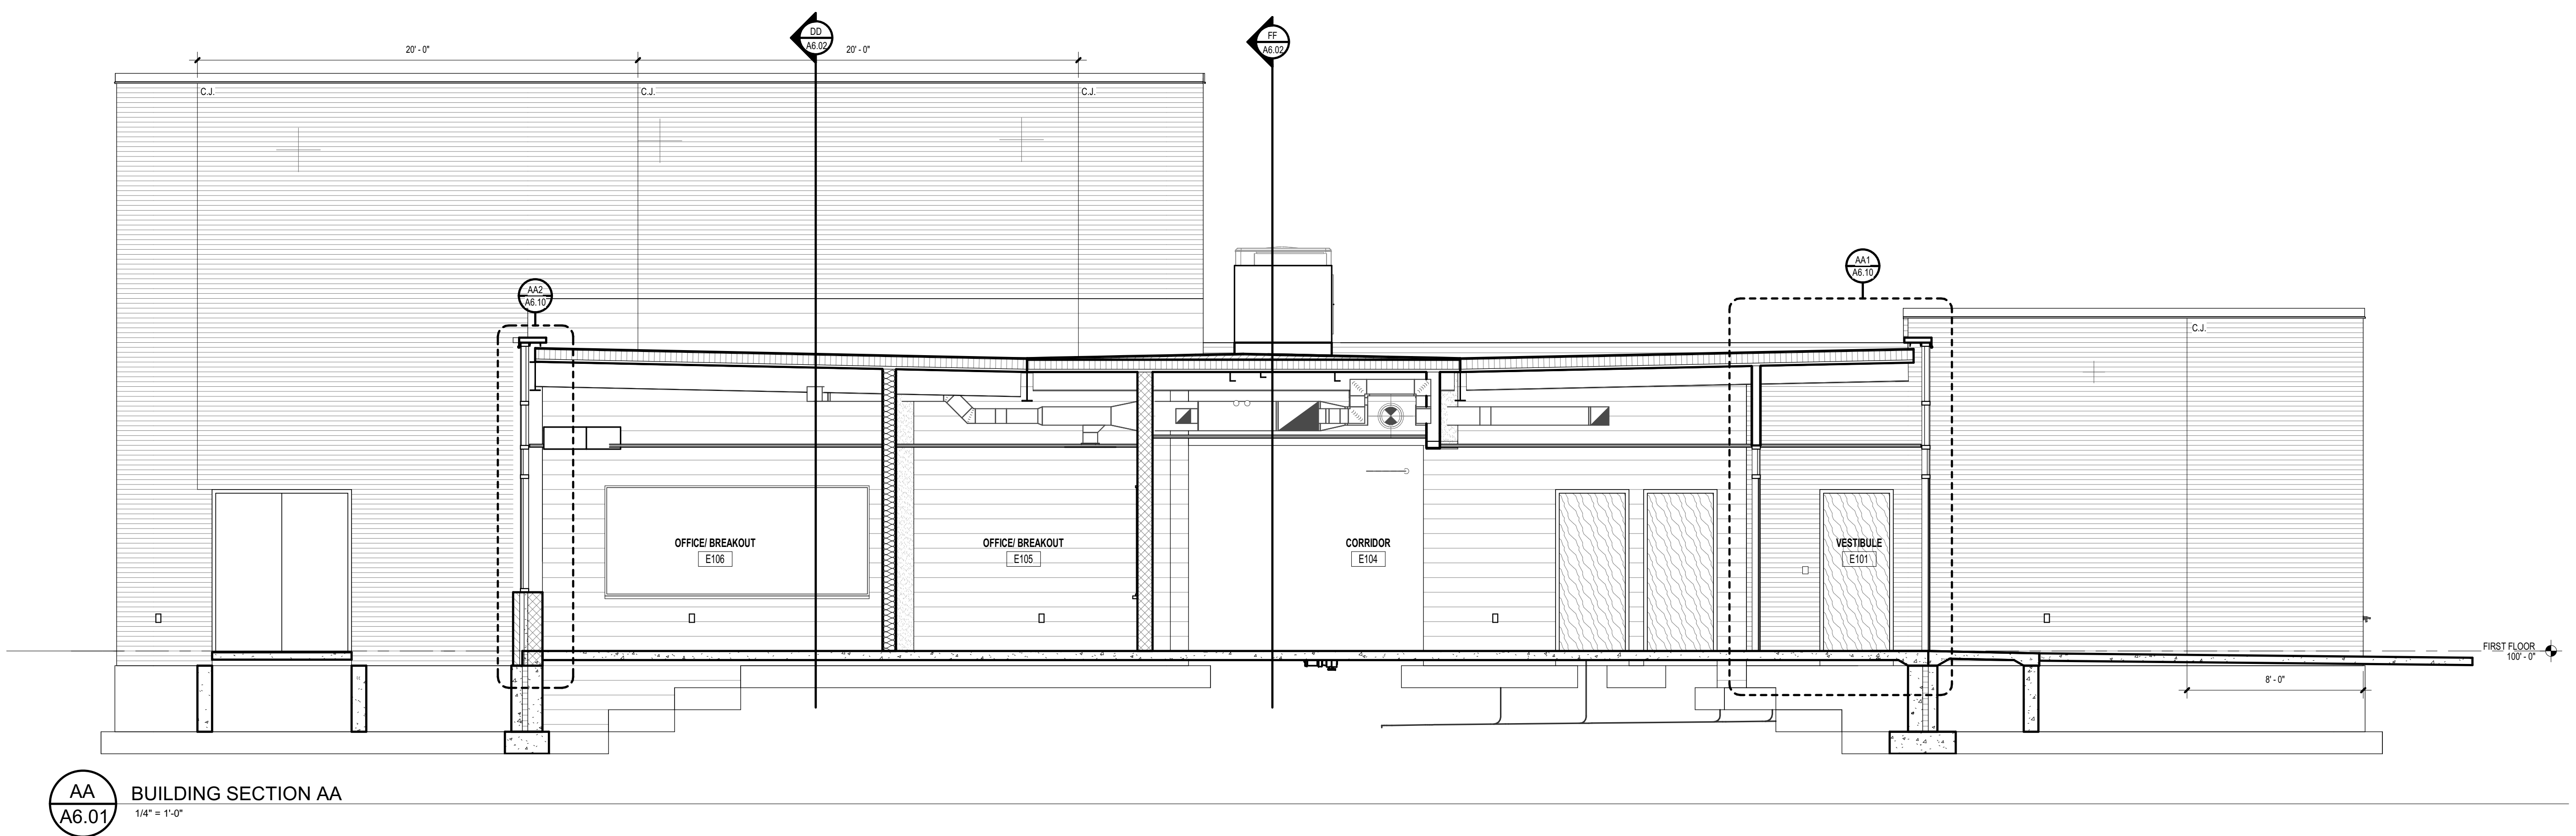 DD
A6.02
FF
A6.02
20' - 0"
20' - 0"
C.J.
C.J.
C.J.
AA1
A6.10
AA2
A6.10
C.J.
OFFICE/ BREAKOUT
E106
OFFICE/ BREAKOUT
E105
CORRIDOR
E104
VESTIBULE
E101
FIRST FLOOR
100' - 0"
8' - 0"
AA
A6.01
BUILDING SECTION AA
1/4" = 1'-0"